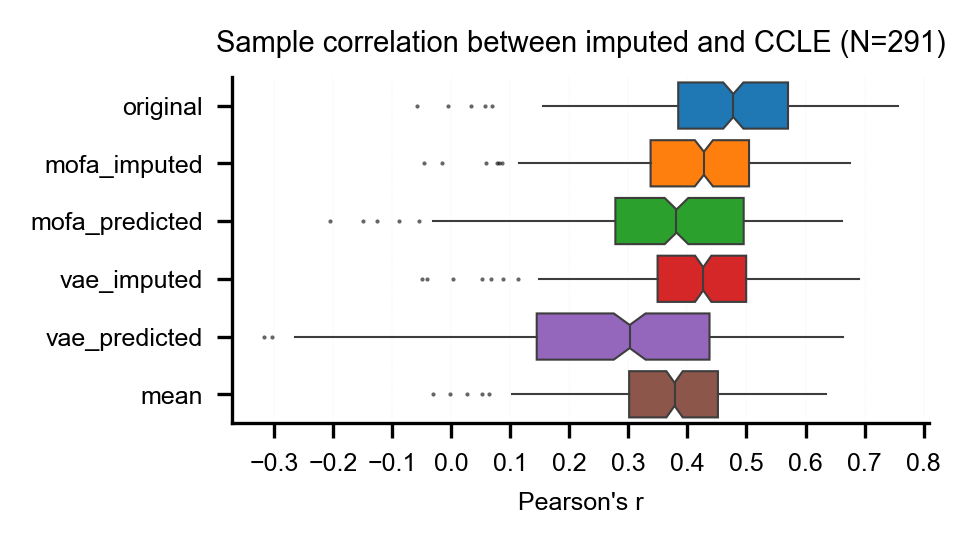 Sample correlation between imputed and CCLE (N=291)
original
mofa_imputed
mofa_predicted
vae_imputed
vae_predicted
mean
−0.3 −0.2 −0.1 0.0 0.1 0.2 0.3 0.4 0.5 0.6 0.7 0.8
Pearson's r